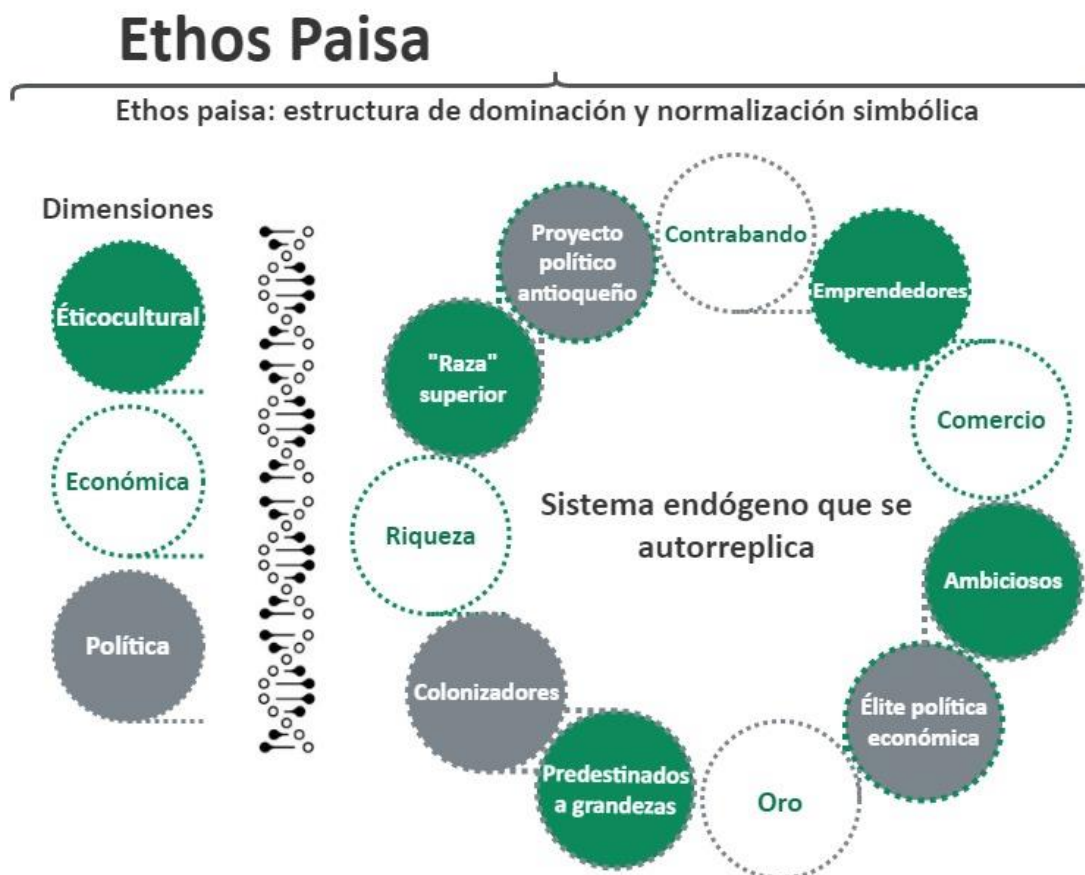 Ethos Paisa
Ethos paisa: estructura de dominación y normalización simbólica
Dimensiones
Éticocultural
Económica
Política
Proyecto
político
antioqueño
Contrabando
Emprendedores
"Raza"
superior
Comercio
Riqueza
Sistema endógeno que se
autorreplica
Ambiciosos
Colonizadores
Élite política
económica
Predestinados
a grandezas
Oro